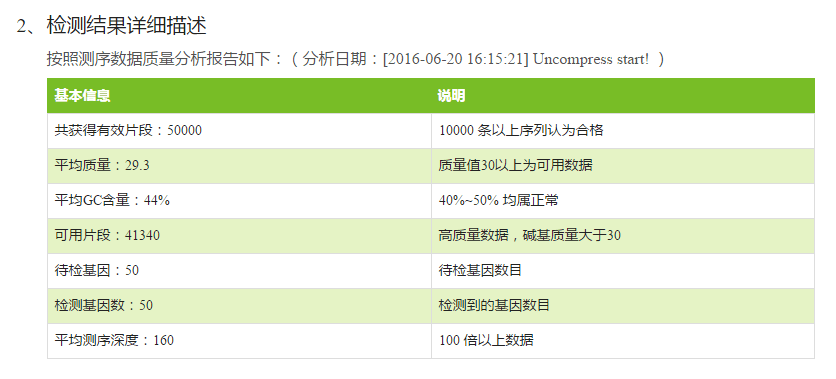 2、检测结果详细描述
按照测序数据质量分析报告如下：（分析日期：[2016-06-20 16:15:21] Uncompress start! ）
基本信息 说明
共获得有效片段：50000 10000 条以上序列认为合格
平均质量：29.3 质量值30以上为可用数据
平均GC含量：44% 40%~50% 均属正常
可用片段：41340 高质量数据，碱基质量大于30
待检基因：50 待检基因数目
检测基因数：50 检测到的基因数目
平均测序深度：160 100 倍以上数据